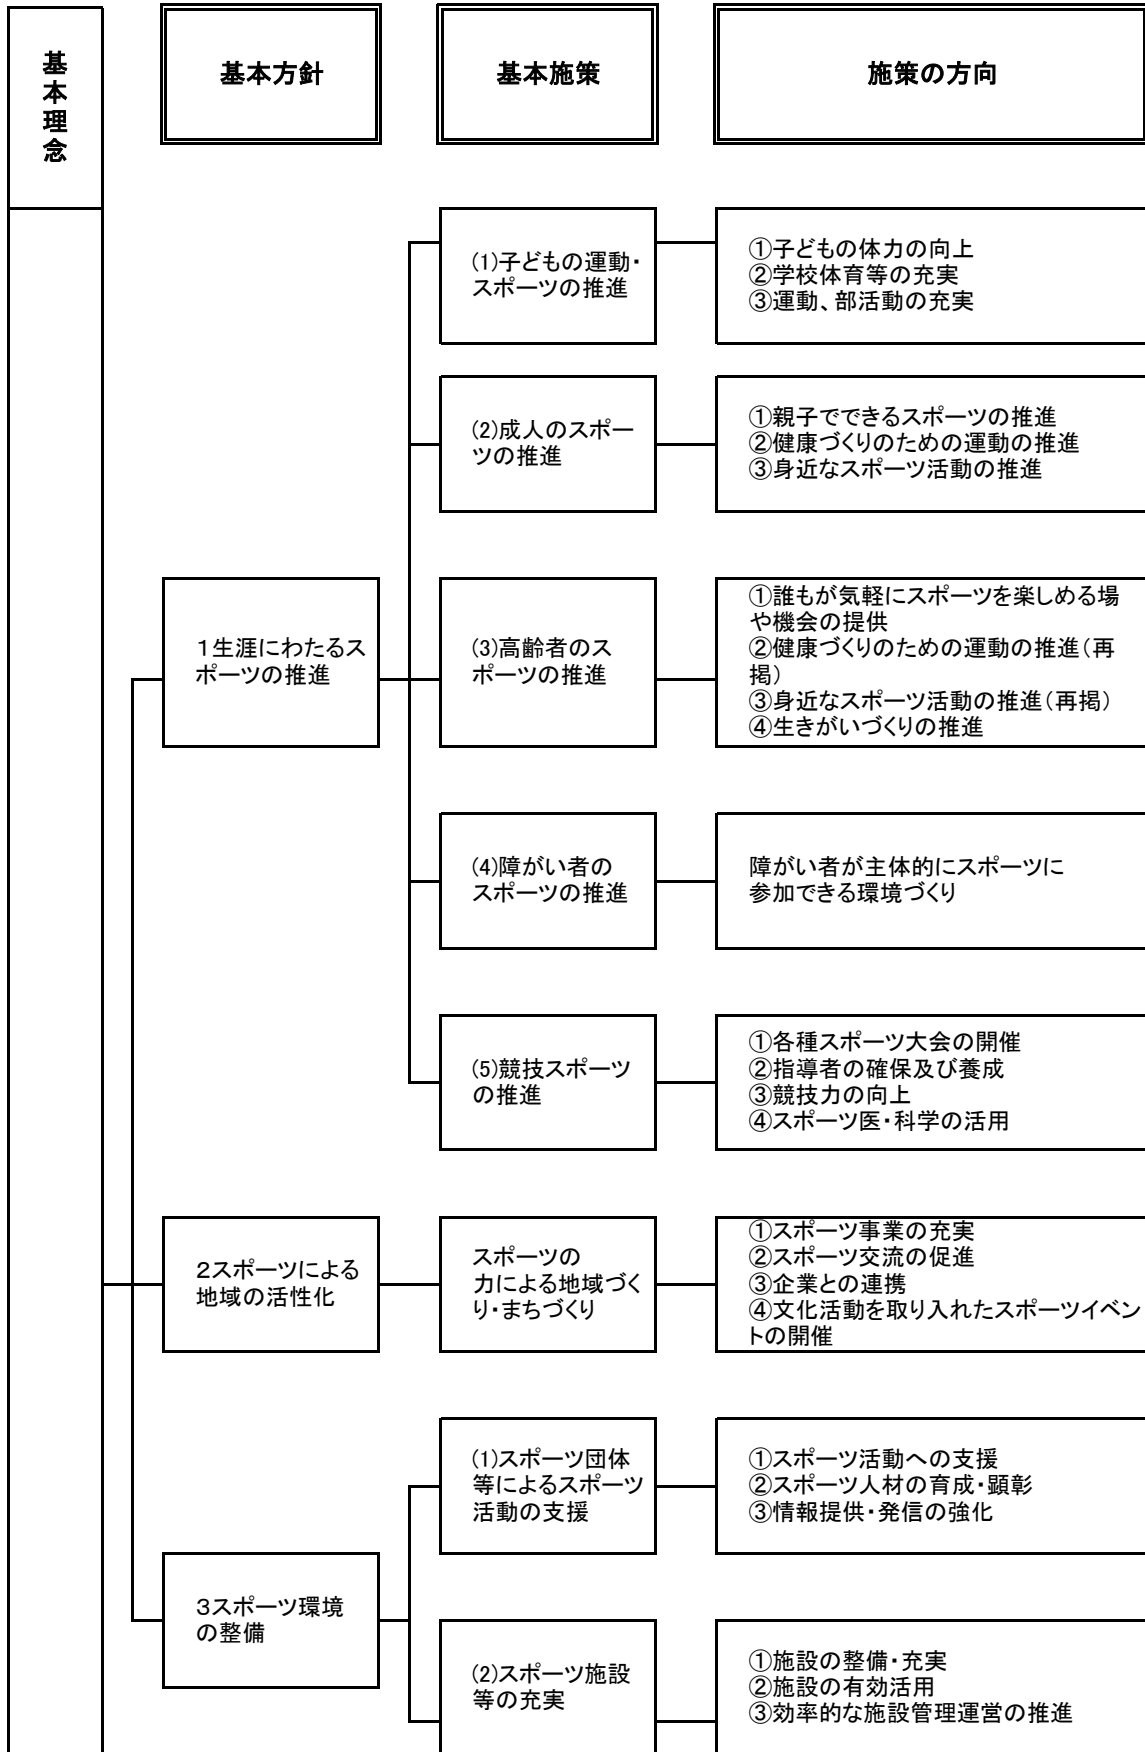 基本理念
基本方針
基本施策
施策の方向
(1)子どもの運動・
スポーツの推進
①子どもの体力の向上
②学校体育等の充実
③運動、部活動の充実
(2)成人のスポー
ツの推進
①親子でできるスポーツの推進
②健康づくりのための運動の推進
③身近なスポーツ活動の推進
1生涯にわたるス
ポーツの推進
(3)高齢者のス
ポーツの推進
①誰もが気軽にスポーツを楽しめる場
や機会の提供
②健康づくりのための運動の推進(再
掲)
③身近なスポーツ活動の推進(再掲)
④生きがいづくりの推進
(4)障がい者の
スポーツの推進
障がい者が主体的にスポーツに
参加できる環境づくり
(5)競技スポーツ
の推進
①各種スポーツ大会の開催
②指導者の確保及び養成
③競技力の向上
④スポーツ医・科学の活用
2スポーツによる
地域の活性化
スポーツの
力による地域づく
り・まちづくり
①スポーツ事業の充実
②スポーツ交流の促進
③企業との連携
④文化活動を取り入れたスポーツイベン
トの開催
(1)スポーツ団体
等によるスポーツ
活動の支援
①スポーツ活動への支援
②スポーツ人材の育成・顕彰
③情報提供・発信の強化
3スポーツ環境
の整備
(2)スポーツ施設
等の充実
①施設の整備・充実
②施設の有効活用
③効率的な施設管理運営の推進